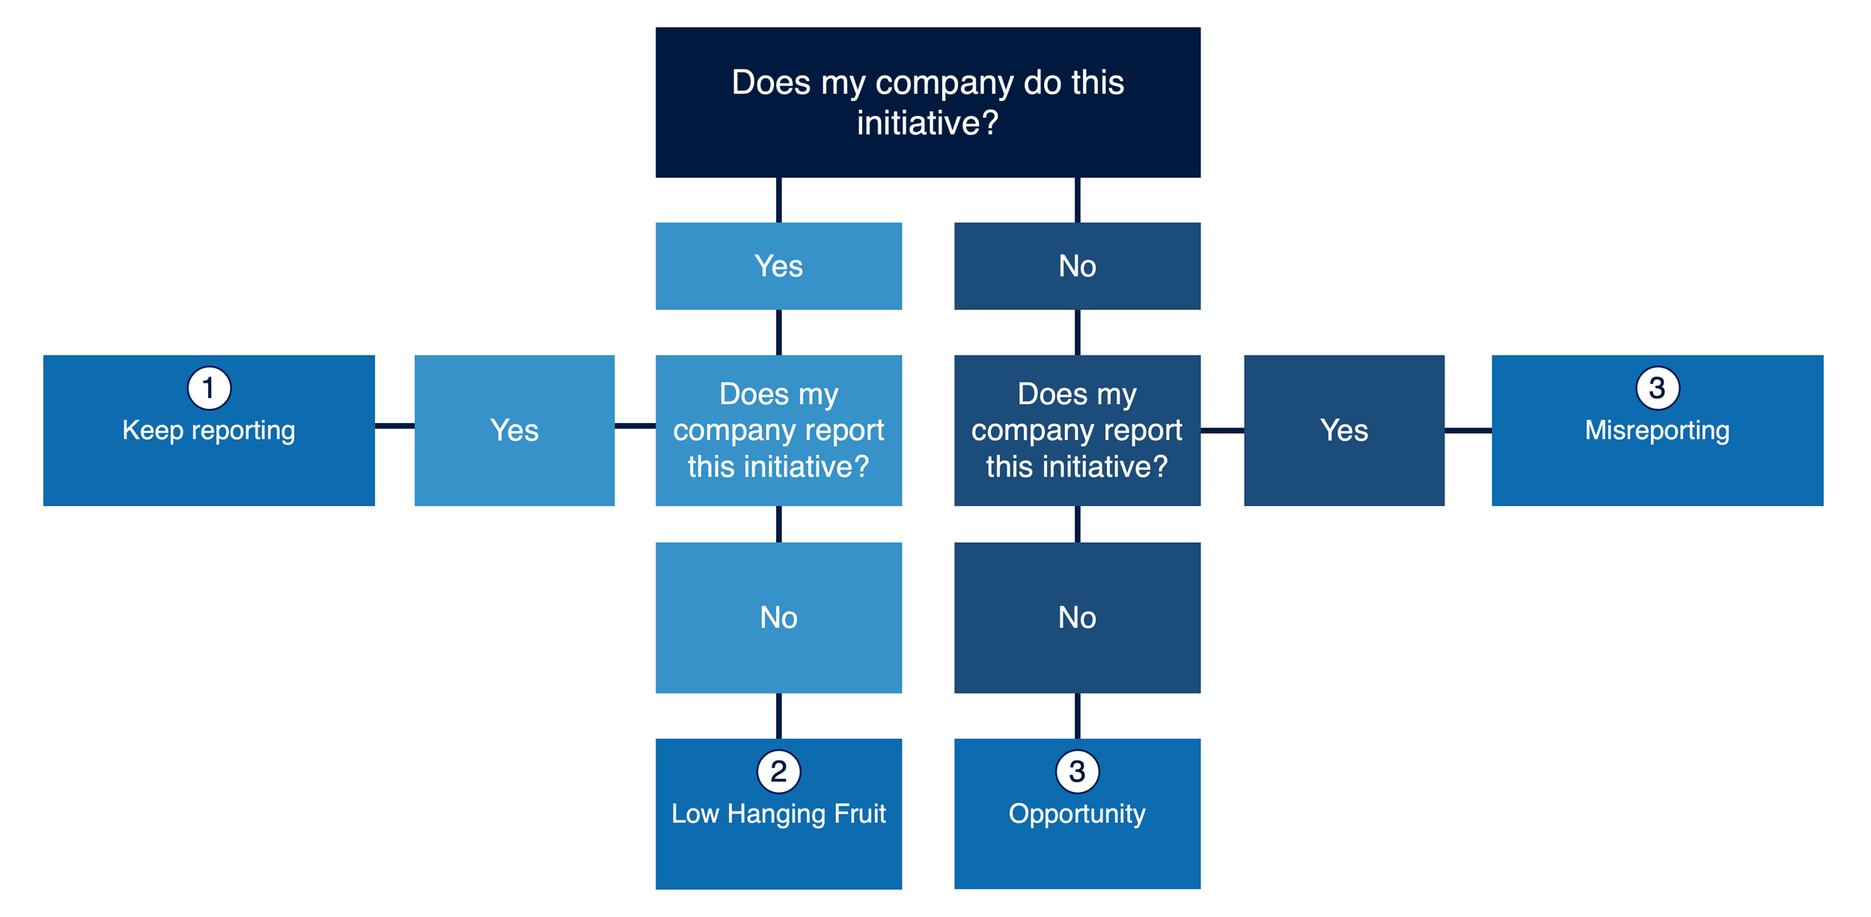 Does my company do this
initiative?
Yes
No
1
Keep reporting
Yes
Does my
company report
this initiative?
Does my
company report
this initiative?
Yes
3
Misreporting
No
No
2
Low Hanging Fruit
3
Opportunity